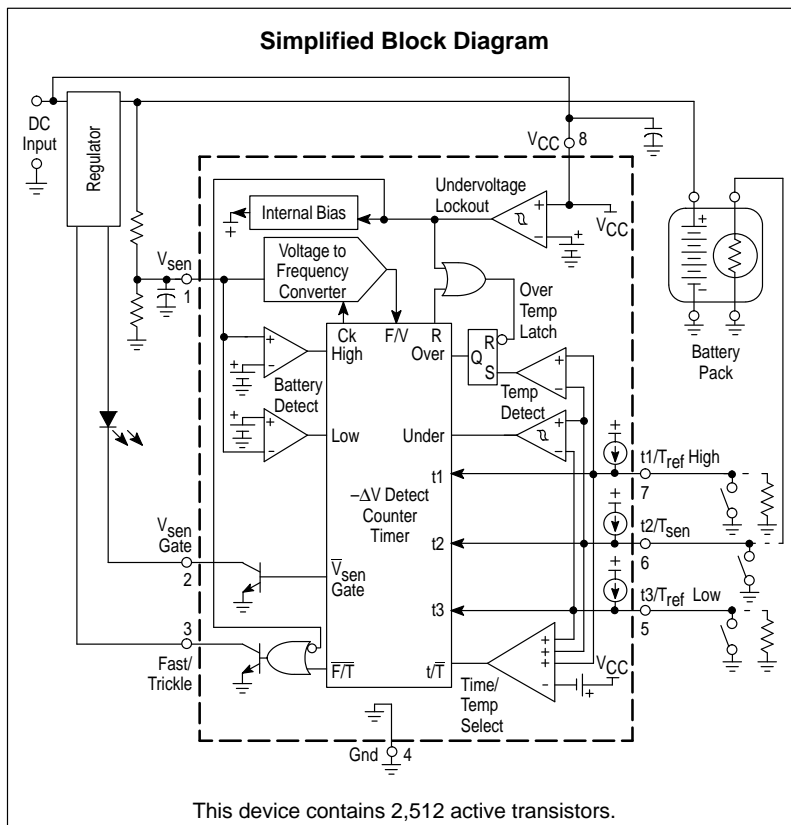 Simplified Block Diagram
DC
Input
Regulator
VCC 8
Undervoltage
Lockout
Internal Bias
VCC
Voltage to
Frequency
Converter
Vsen
1
Over
Temp
Latch
Ck F/V R
High
Over
R
Q
S
Battery
Detect
Temp
Detect
Low
Under
Battery
Pack
t1
t1/Tref High
7
–ΔV Detect
Counter
Timer
t2
t2/Tsen
6
Vsen
Gate
2
V̅sen
Gate
t3
t3/Tref Low
5
3
Fast/
Trickle
F/T̅
t/T̅
VCC
Time/
Temp
Select
Gnd 4
This device contains 2,512 active transistors.